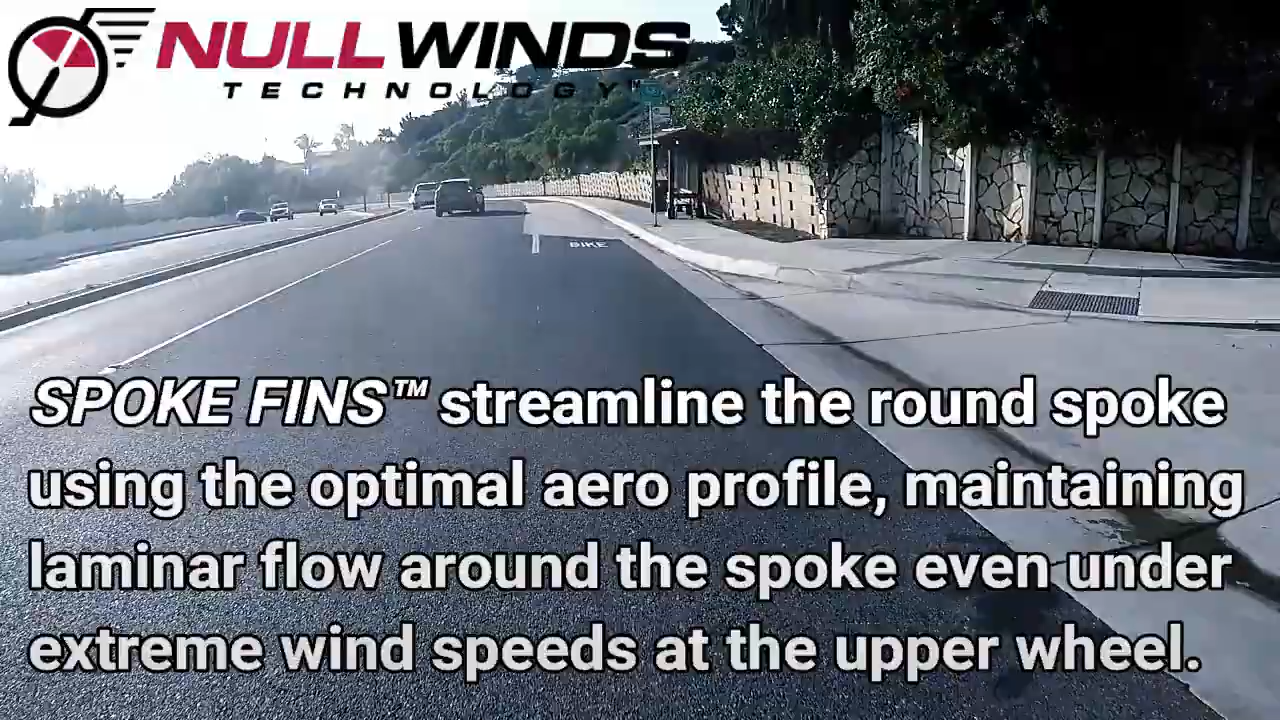 NULLWINDS
TECHNOLOGY™
BIKE
SPOKE FINS™ streamline the round spoke
using the optimal aero profile, maintaining
laminar flow around the spoke even under
extreme wind speeds at the upper wheel.